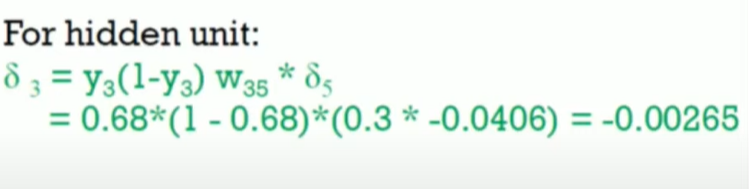 For hidden unit:
δ ₃ = y₃(1-y₃) w₃₅ * δ₅
= 0.68*(1 - 0.68)*(0.3 * -0.0406) = -0.00265